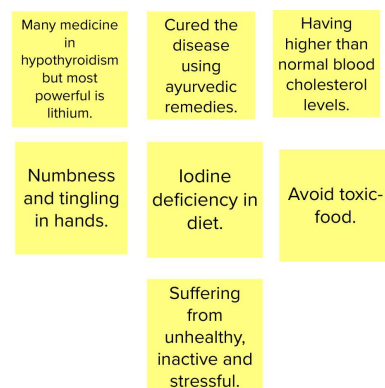 Many medicine
in
hypothyroidism
but most
powerful is
lithium.
Cured the
disease
using
ayurvedic
remedies.
Having
higher than
normal blood
cholesterol
levels.
Numbness
and tingling
in hands.
Iodine
deficiency in
diet.
Avoid toxic-
food.
Suffering
from
unhealthy,
inactive and
stressful.